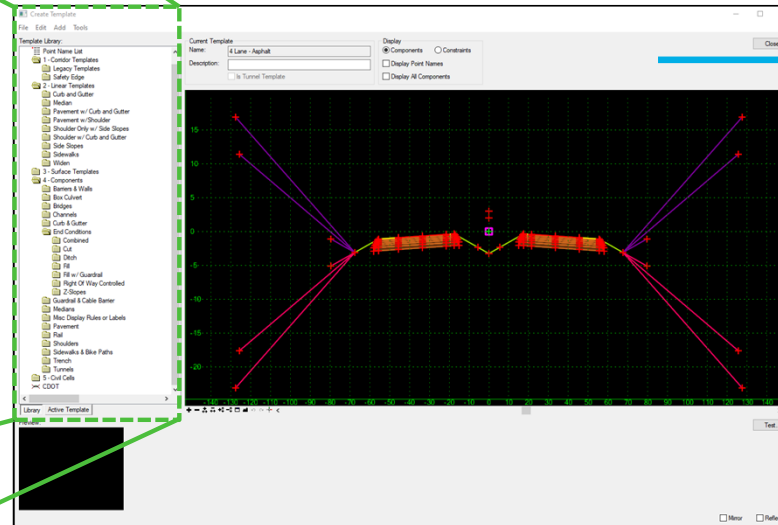 Create Template
File Edit Add Tools
Template Library:
Point Name List
1 - Corridor Templates
Legacy Templates
Safety Edge
2 - Linear Templates
Curb and Gutter
Median
Pavement w/ Curb and Gutter
Pavement w/Shoulder
Shoulder Only w/ Side Slopes
Shoulder w/ Curb and Gutter
Side Slopes
Sidewalks
Widen
3 - Surface Templates
4 - Components
Barriers & Walls
Box Culvert
Bridges
Channels
Curb & Gutter
End Conditions
Combined
Cut
Ditch
Fill
Fill w/ Guardrail
Right Of Way Controlled
Z-Slopes
Guardrail & Cable Barrier
Medians
Misc Display Rules or Labels
Pavement
Rail
Shoulders
Sidewalks & Bike Paths
Trench
Tunnels
5 - Civil Cells
CDOT
Library Active Template
Preview:
Current Template
Name: 4 Lane - Asphalt
Description:
Is Tunnel Template
Display
Components Constraints
Display Point Names
Display All Components
Close
15
10
5
0
-5
-10
-15
-20
-140 -130 -120 -110 -100 -90 -80 -70 -60 -50 -40 -30 -20 -10 0 10 20 30 40 50 60 70 80 90 100 110 120 130 140
Test.
Mirror Refle